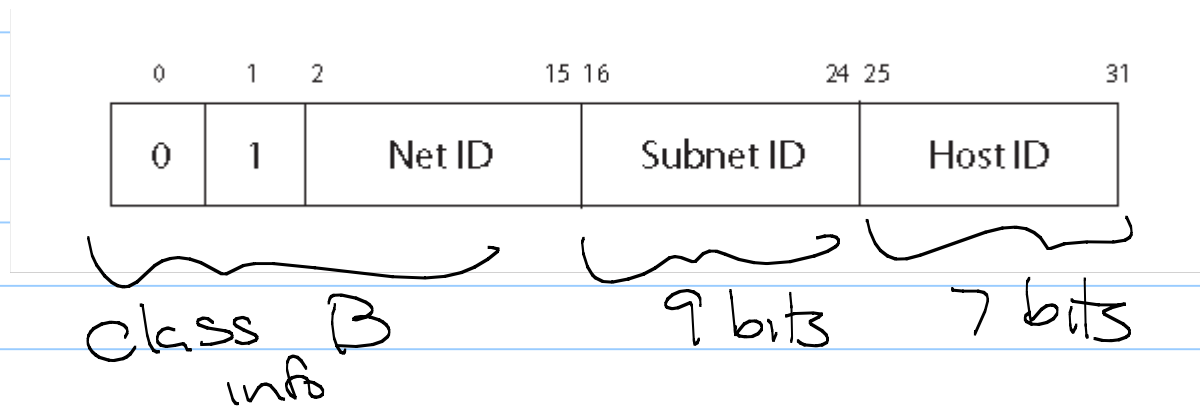 0 1 2 15 16 24 25 31
0 1 Net ID Subnet ID Host ID
class B 9 bits 7 bits
info